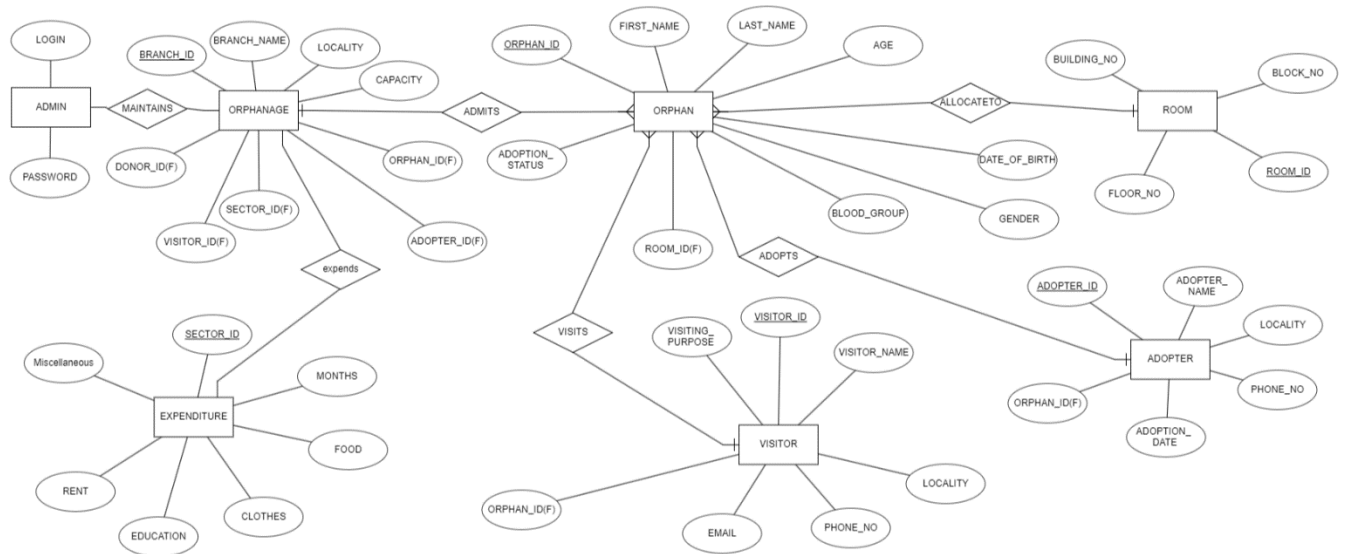 LOGIN
ADMIN
PASSWORD
MAINTAINS
BRANCH_ID
BRANCH_NAME
LOCALITY
CAPACITY
ORPHANAGE
DONOR_ID(F)
VISITOR_ID(F)
SECTOR_ID(F)
ADOPTER_ID(F)
ORPHAN_ID(F)
ADMITS
expends
ORPHAN_ID
FIRST_NAME
LAST_NAME
AGE
ORPHAN
ADOPTION_
STATUS
ROOM_ID(F)
BLOOD_GROUP
GENDER
DATE_OF_BIRTH
ALLOCATETO
BUILDING_NO
BLOCK_NO
ROOM
FLOOR_NO
ROOM_ID
ADOPTS
VISITS
SECTOR_ID
Miscellaneous
MONTHS
EXPENDITURE
FOOD
RENT
EDUCATION
CLOTHES
VISITING_
PURPOSE
VISITOR_ID
VISITOR_NAME
VISITOR
LOCALITY
ORPHAN_ID(F)
EMAIL
PHONE_NO
ADOPTER_ID
ADOPTER_
NAME
LOCALITY
ADOPTER
PHONE_NO
ORPHAN_ID(F)
ADOPTION_
DATE